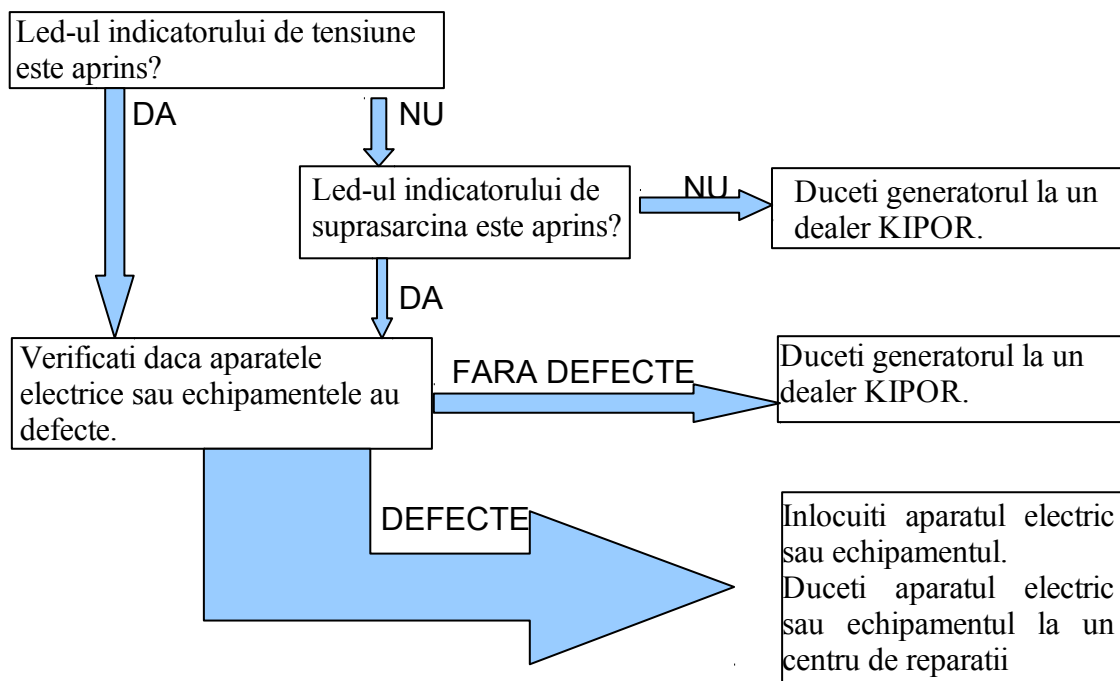 Led-ul indicatorului de tensiune
este aprins?
DA
NU
Led-ul indicatorului de
suprasarcina este aprins?
NU
Duceti generatorul la un
dealer KIPOR.
DA
Verificati daca aparatele
electrice sau echipamentele au
defecte.
FARA DEFECTE
Duceti generatorul la un
dealer KIPOR.
DEFECTE
Inlocuiti aparatul electric
sau echipamentul.
Duceti aparatul electric
sau echipamentul la un
centru de reparatii